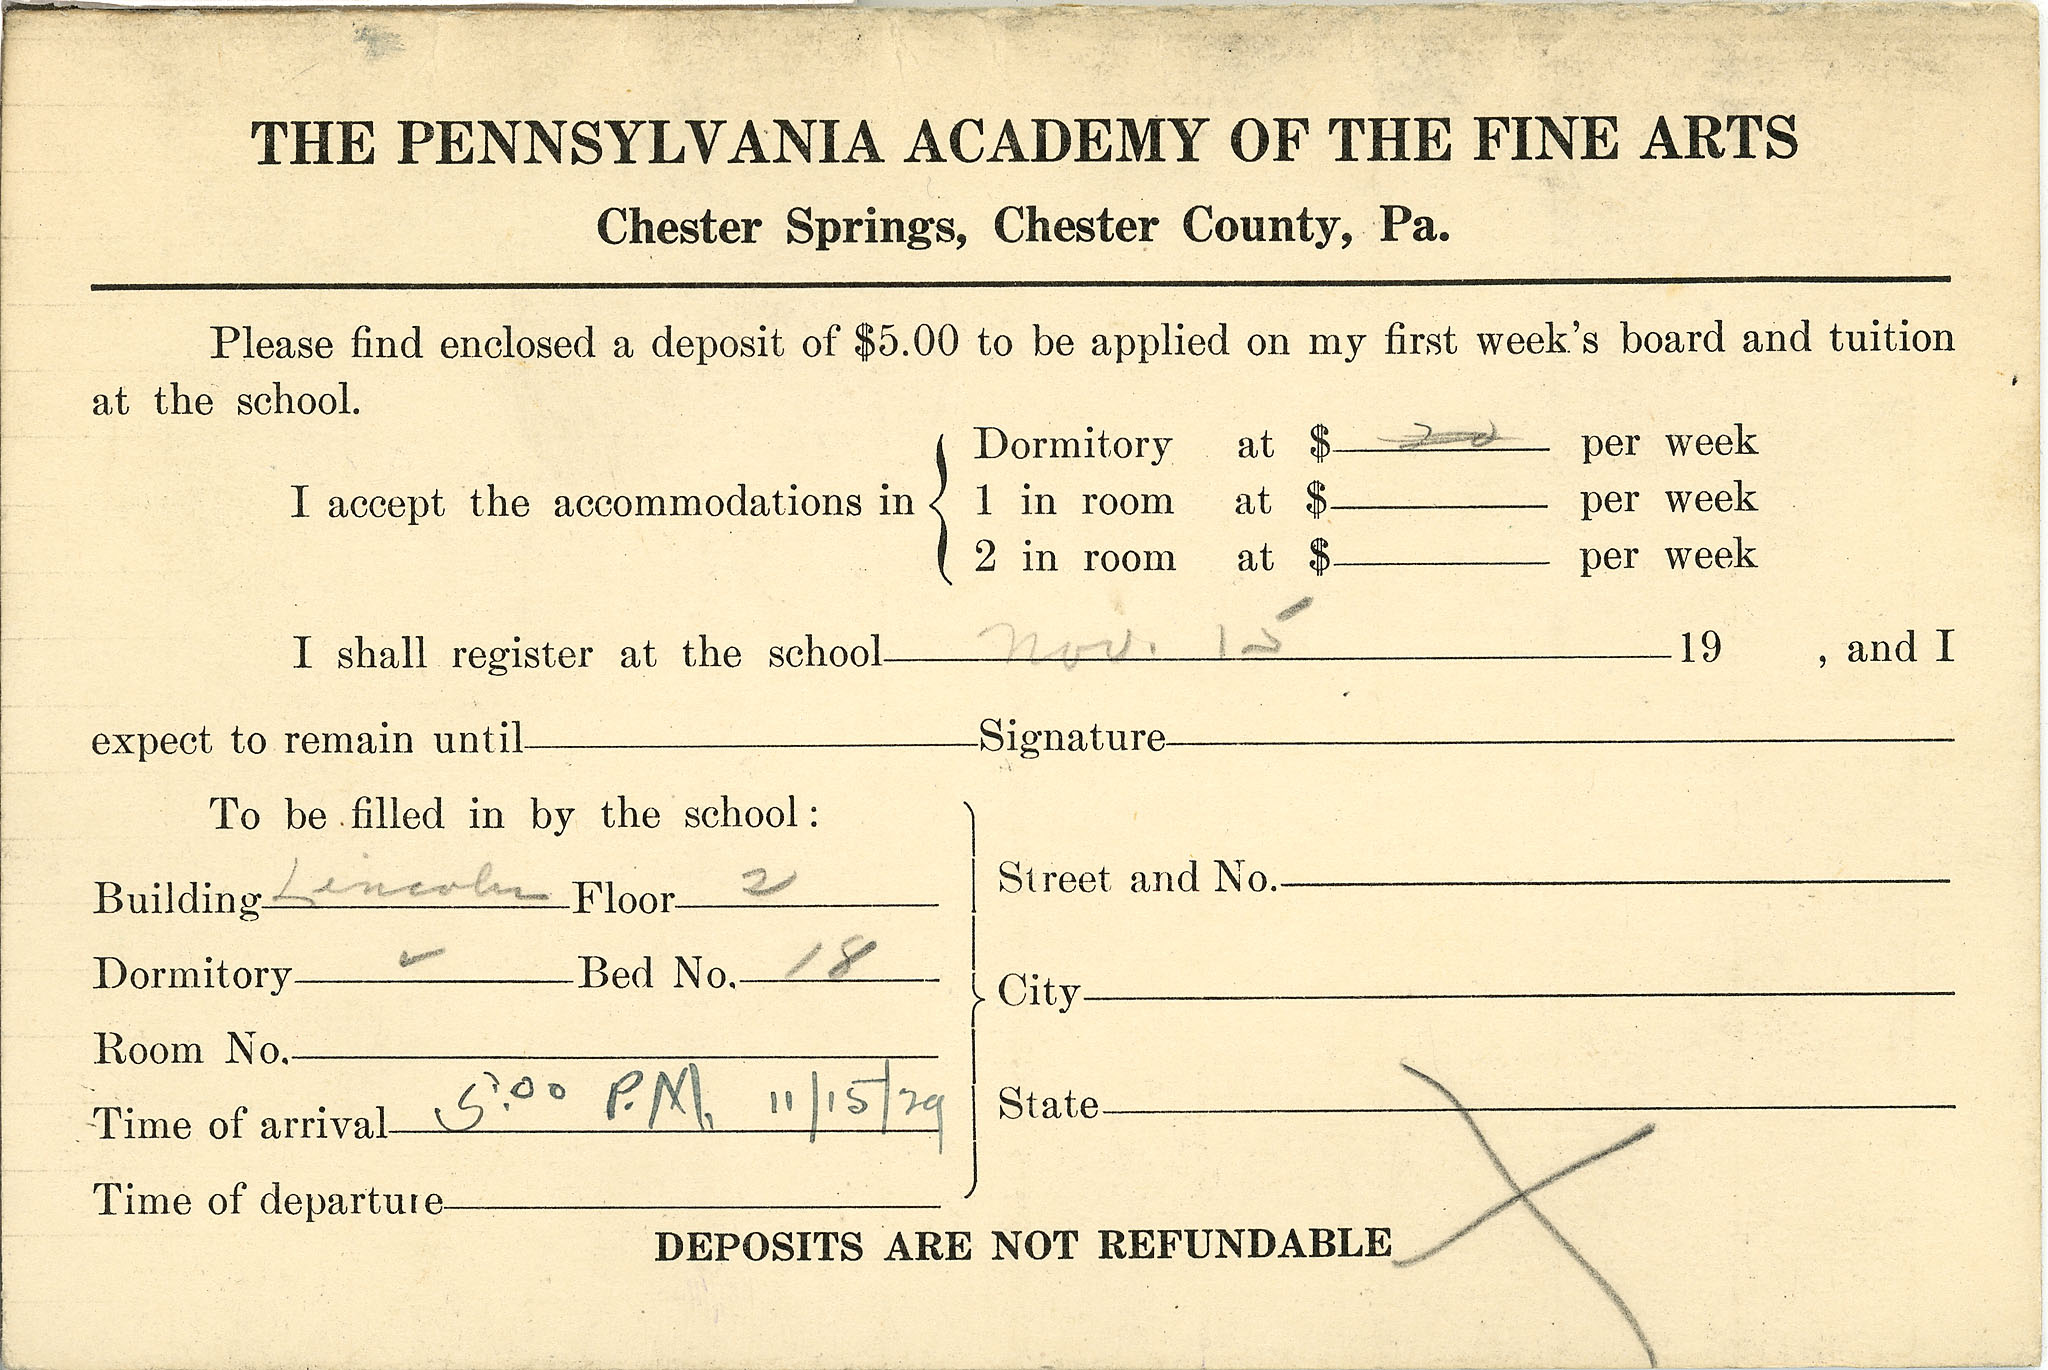 THE PENNSYLVANIA ACADEMY OF THE FINE ARTS
Chester Springs, Chester County, Pa.
Please find enclosed a deposit of $5.00 to be applied on my first week's board and tuition
at the school.
I accept the accommodations in
Dormitory at $ 20 per week
1 in room at $ per week
2 in room at $ per week
I shall register at the school Nov. 15 19 , and I
expect to remain until Signature
To be filled in by the school:
Building Lincoln Floor 2
Dormitory ✓ Bed No. 18
Room No.
Time of arrival 5:00 P.M. 11/15/29
Time of departure
Street and No.
City
State
DEPOSITS ARE NOT REFUNDABLE